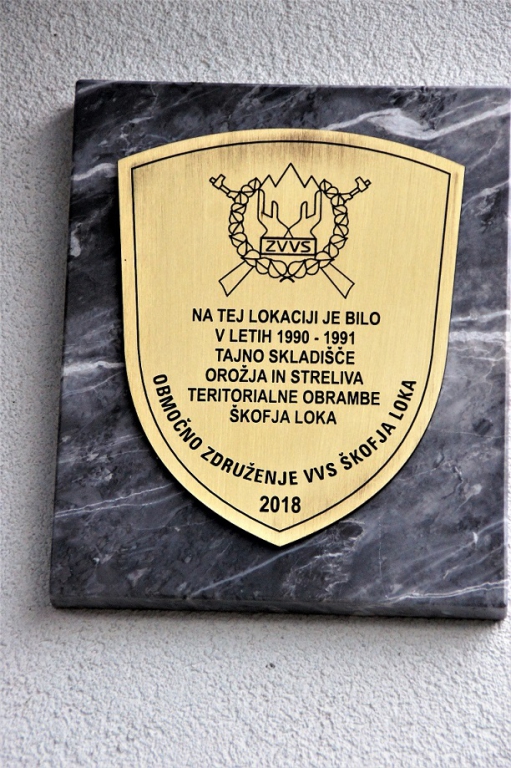 ZVVS
NA TEJ LOKACIJI JE BILO
V LETIH 1990 - 1991
TAJNO SKLADIŠČE
OROŽJA IN STRELIVA
TERITORIALNE OBRAMBE
ŠKOFJA LOKA
OBMOČNO ZDRUŽENJE VVS ŠKOFJA LOKA
2018